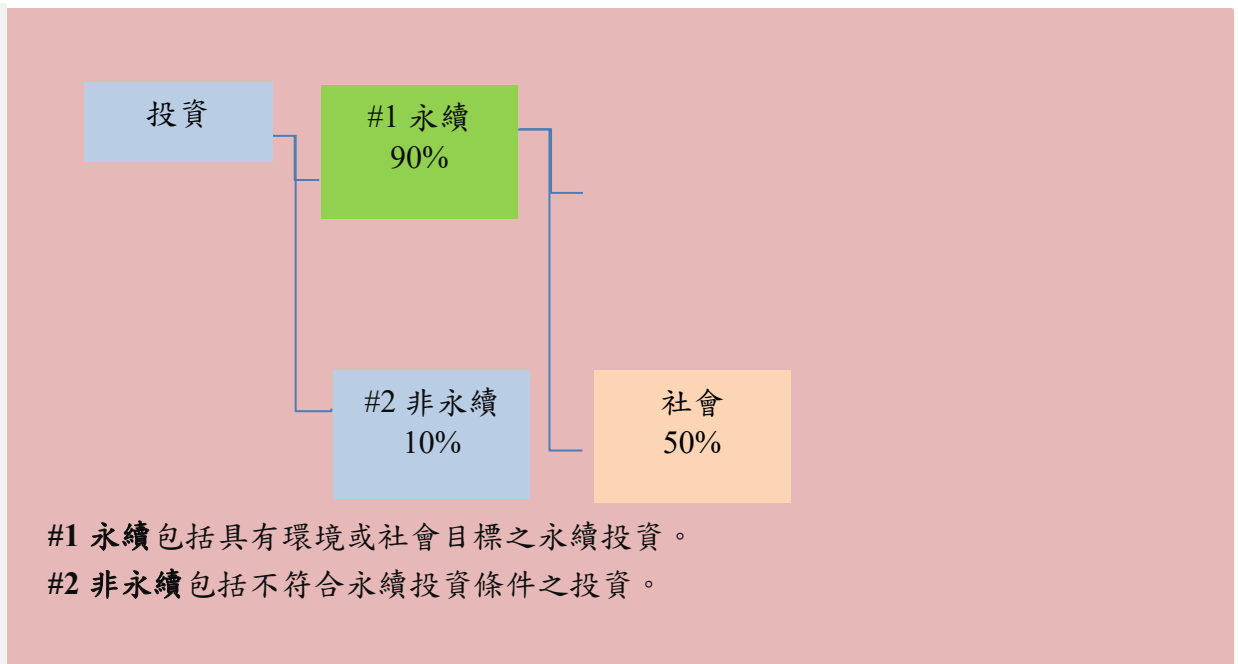 投資
#1 永續
90%
#2 非永續
10%
社會
50%
#1 永續包括具有環境或社會目標之永續投資。
#2 非永續包括不符合永續投資條件之投資。